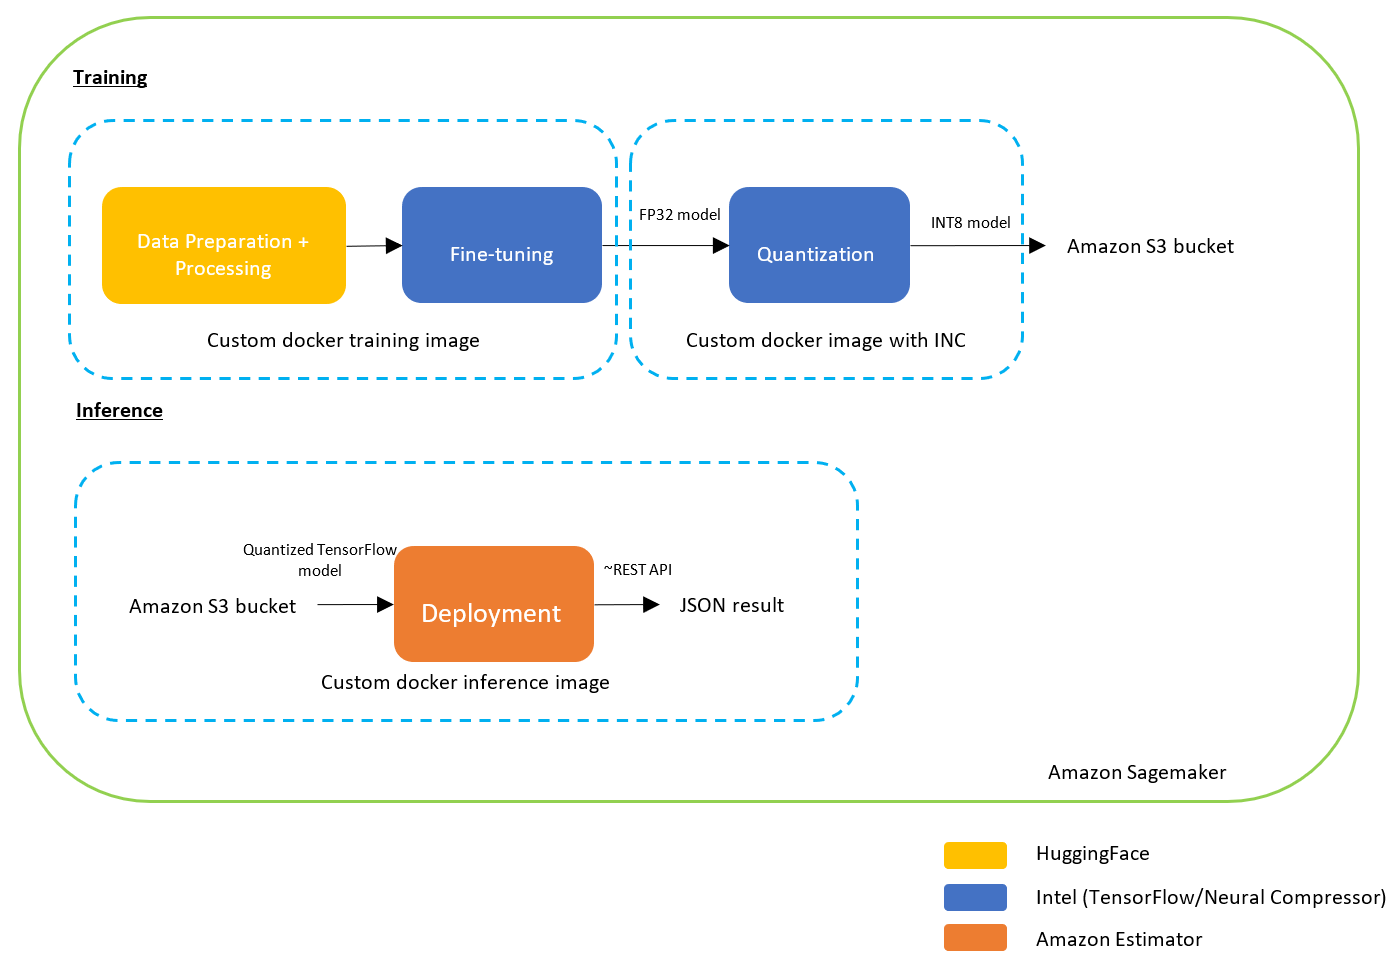 Training
Data Preparation +
Processing
Fine-tuning
FP32 model
Quantization
INT8 model
Amazon S3 bucket
Custom docker training image
Custom docker image with INC
Inference
Quantized TensorFlow
model
Amazon S3 bucket
Deployment
~REST API
JSON result
Custom docker inference image
Amazon Sagemaker
HuggingFace
Intel (TensorFlow/Neural Compressor)
Amazon Estimator